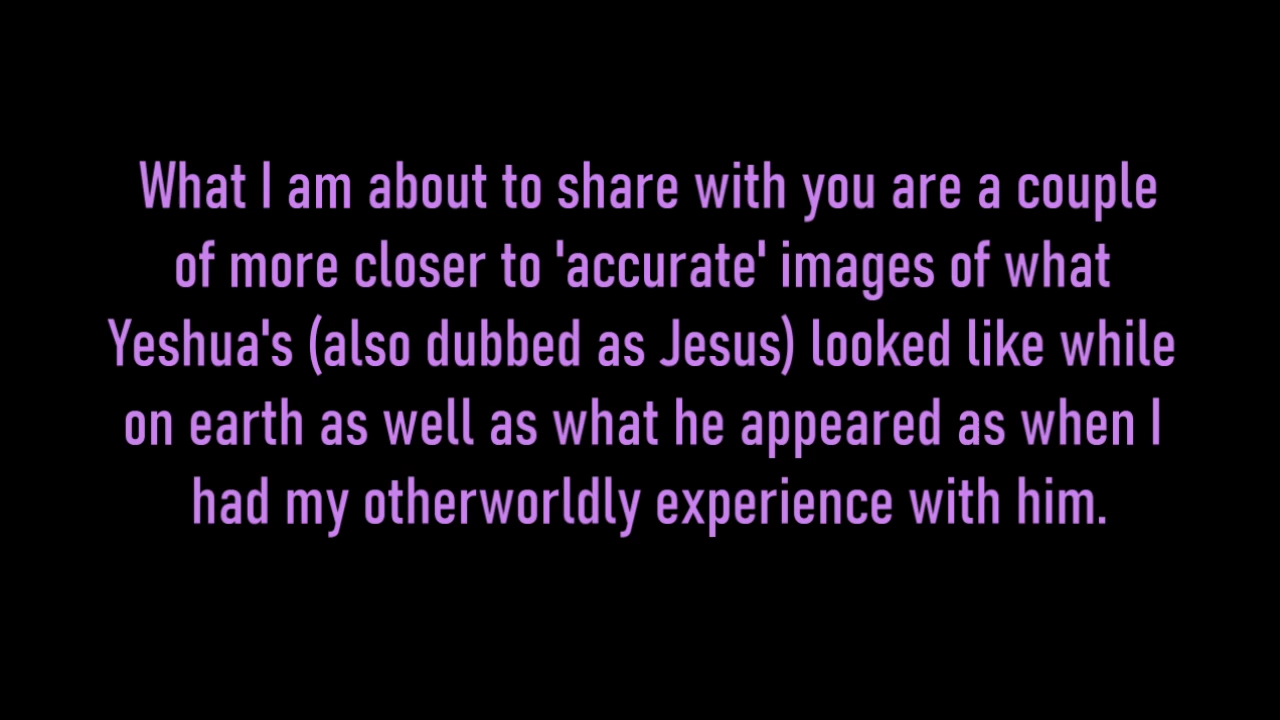 What I am about to share with you are a couple
of more closer to 'accurate' images of what
Yeshua's (also dubbed as Jesus) looked like while
on earth as well as what he appeared as when I
had my otherworldly experience with him.